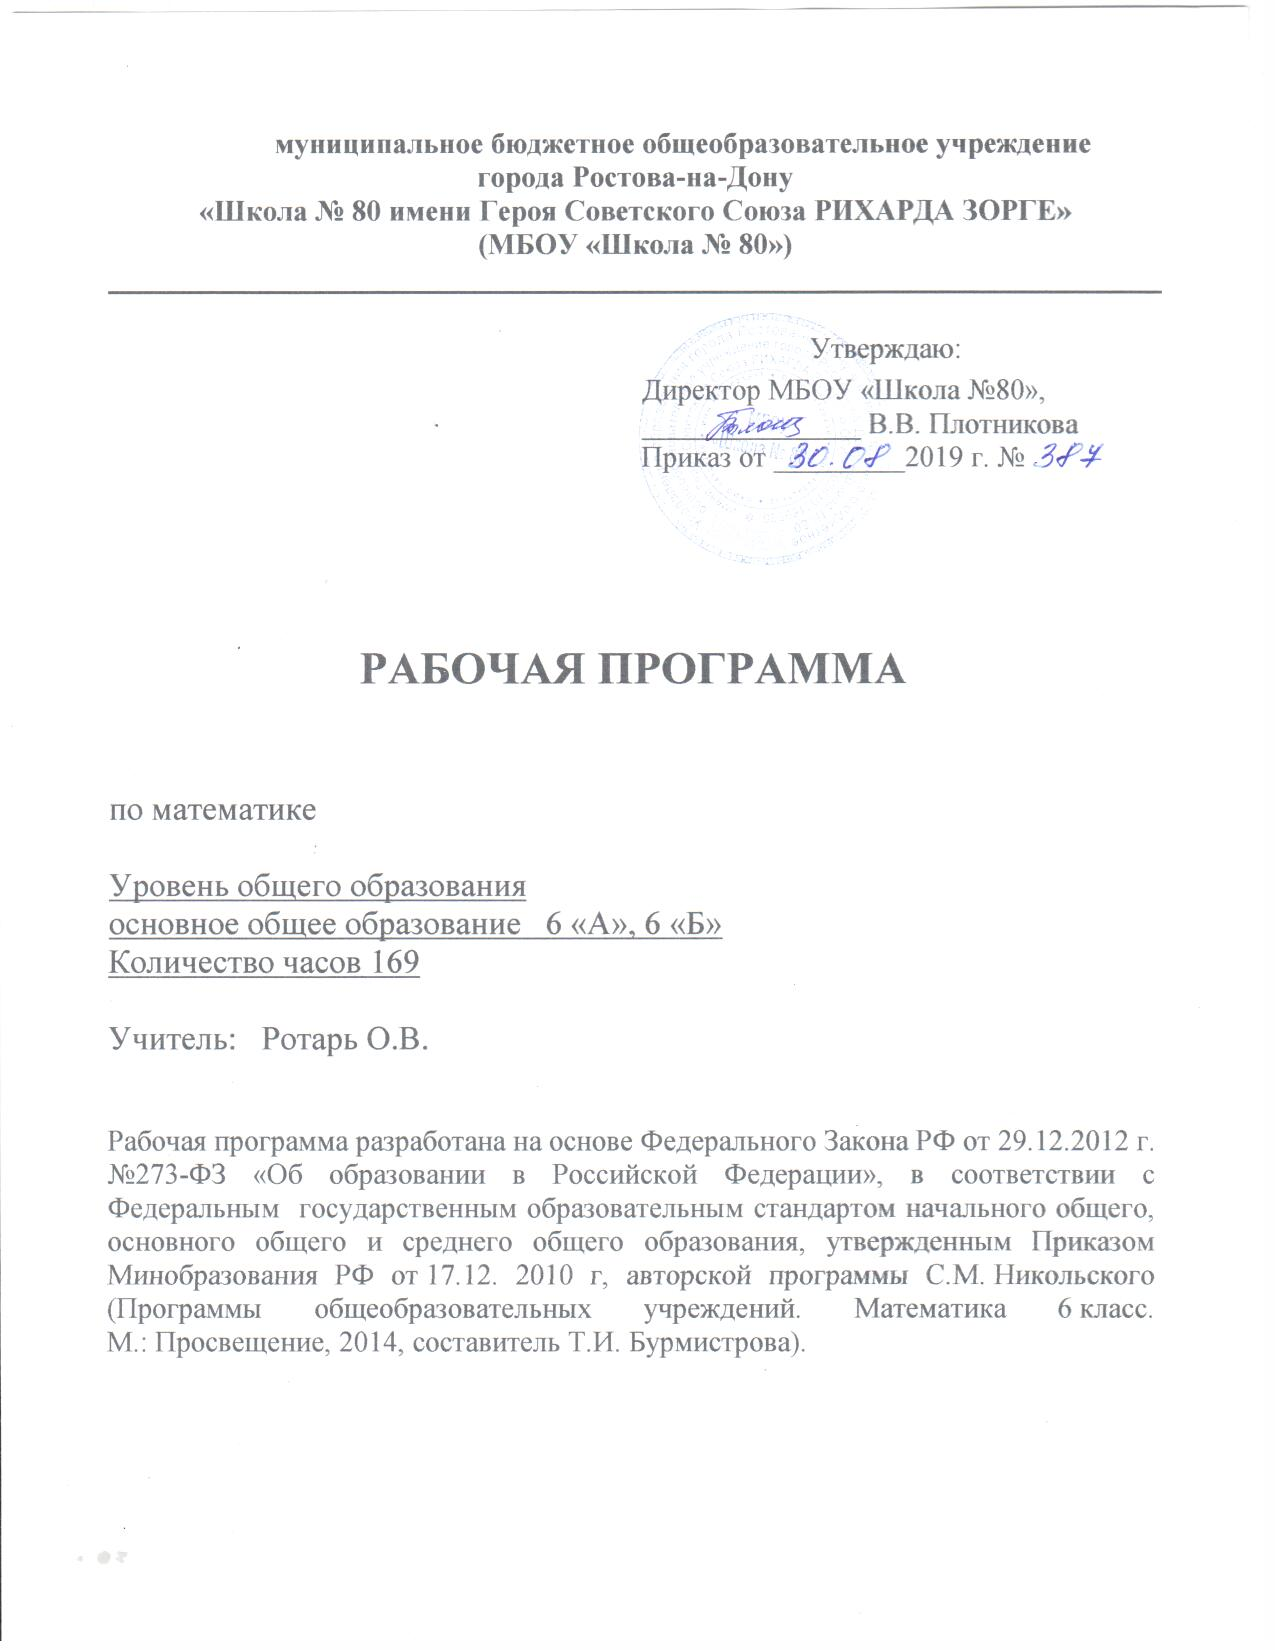 муниципальное бюджетное общеобразовательное учреждение
города Ростова-на-Дону
«Школа № 80 имени Героя Советского Союза РИХАРДА ЗОРГЕ»
(МБОУ «Школа № 80»)
Утверждаю:
Директор МБОУ «Школа №80»,
В.В. Плотникова
Приказ от 30.08 2019 г. № 387
РАБОЧАЯ ПРОГРАММА
по математике
Уровень общего образования
основное общее образование 6 «А», 6 «Б»
Количество часов 169
Учитель: Ротарь О.В.
Рабочая программа разработана на основе Федерального Закона РФ от 29.12.2012 г.
№273-ФЗ «Об образовании в Российской Федерации», в соответствии с
Федеральным государственным образовательным стандартом начального общего,
основного общего и среднего общего образования, утвержденным Приказом
Минобразования РФ от 17.12. 2010 г, авторской программы С.М. Никольского
(Программы общеобразовательных учреждений. Математика 6 класс.
М.: Просвещение, 2014, составитель Т.И. Бурмистрова).